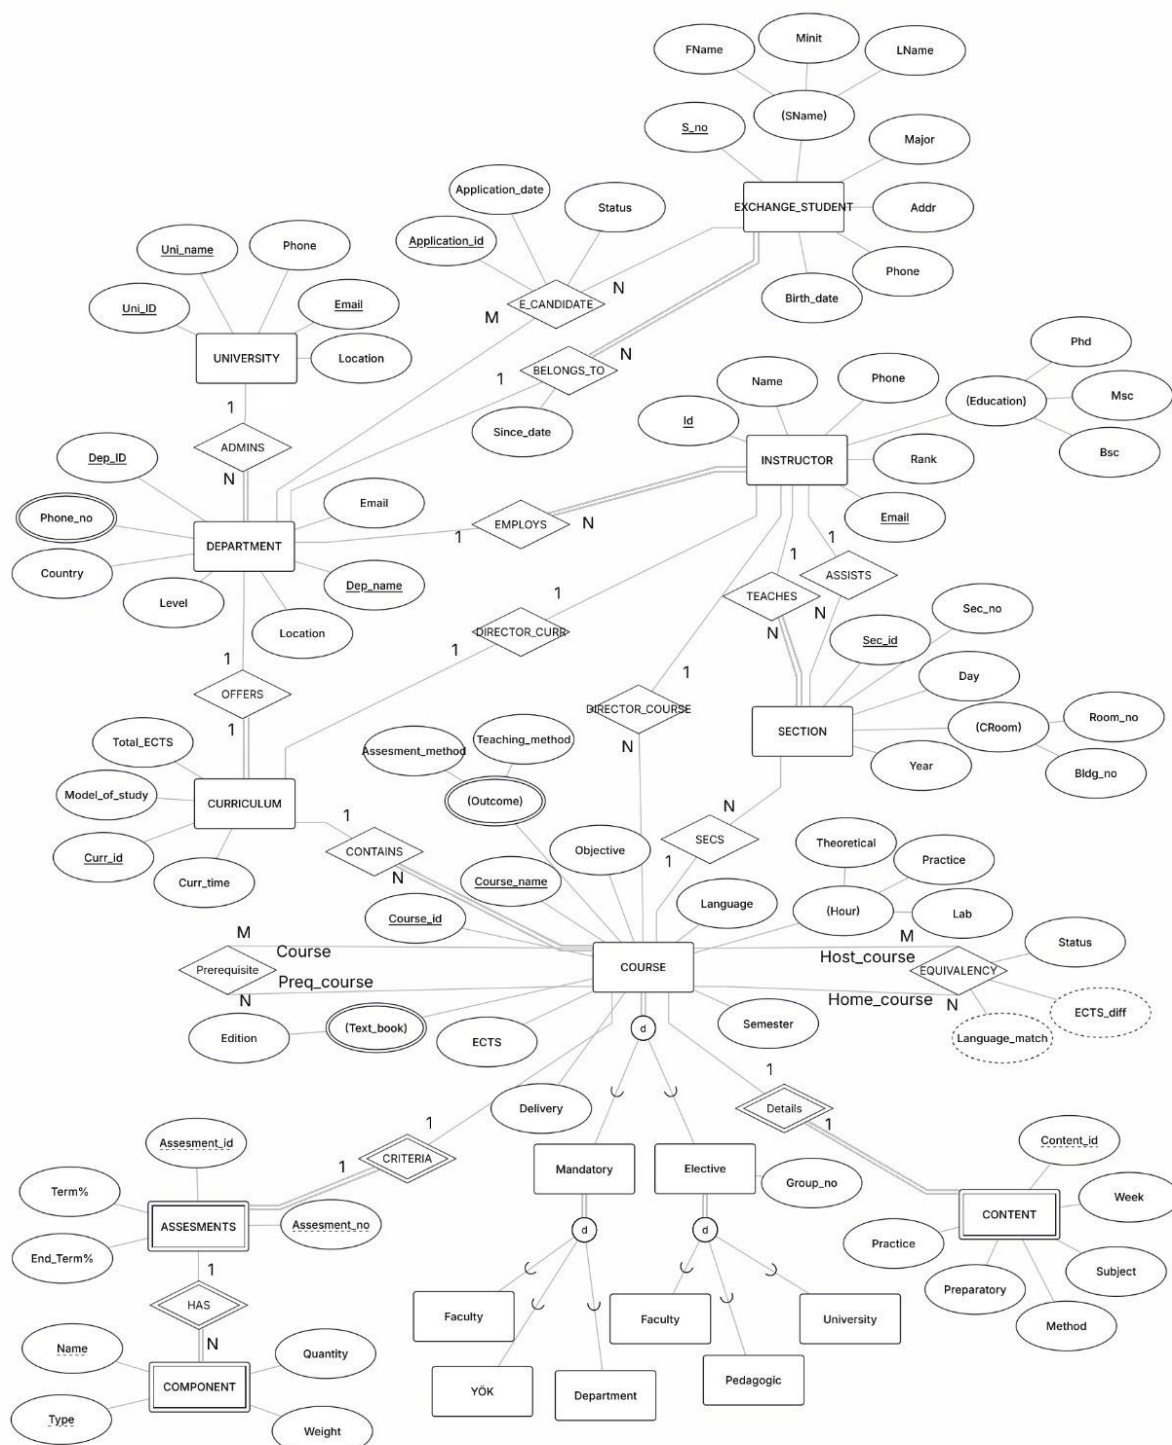 Minit
FName
LName
(SName)
S_no
Major
Application_date
EXCHANGE_STUDENT
Addr
Status
Application_id
Uni_name
Phone
Phone
N
Birth_date
E_CANDIDATE
Uni_ID
Email
M
UNIVERSITY
Location
Phd
N
BELONGS_TO
1
Name
Phone
Msc
(Education)
1
Id
Since_date
ADMINS
Bsc
Dep_ID
INSTRUCTOR
Rank
N
Email
Phone_no
Email
EMPLOYS
N
1
DEPARTMENT
1
1
Country
ASSISTS
Dep_name
1
TEACHES
Level
Sec_no
N
Location
DIRECTOR_CURR
N
Sec_id
1
1
1
Day
OFFERS
DIRECTOR_COURSE
Room_no
1
SECTION
(CRoom)
Total_ECTS
Teaching_method
N
Assesment_method
Year
Bldg_no
Model_of_study
(Outcome)
CURRICULUM
N
1
SECS
Theoretical
CONTAINS
Objective
1
Curr_id
N
Practice
Curr_time
Course_name
Language
(Hour)
Lab
Course_id
M
M
Status
Course
Host_course
Prerequisite
COURSE
EQUIVALENCY
Preq_course
Home_course
N
N
ECTS_diff
Edition
(Text_book)
d
Semester
ECTS
Language_match
1
Delivery
Details
1
1
Assesment_id
Content_id
1
CRITERIA
Mandatory
Elective
Group_no
Term%
Week
ASSESMENTS
Assesment_no
CONTENT
d
d
Practice
End_Term%
1
Subject
Preparatory
HAS
Faculty
Faculty
University
Method
N
Name
Quantity
COMPONENT
YÖK
Department
Pedagogic
Type
Weight